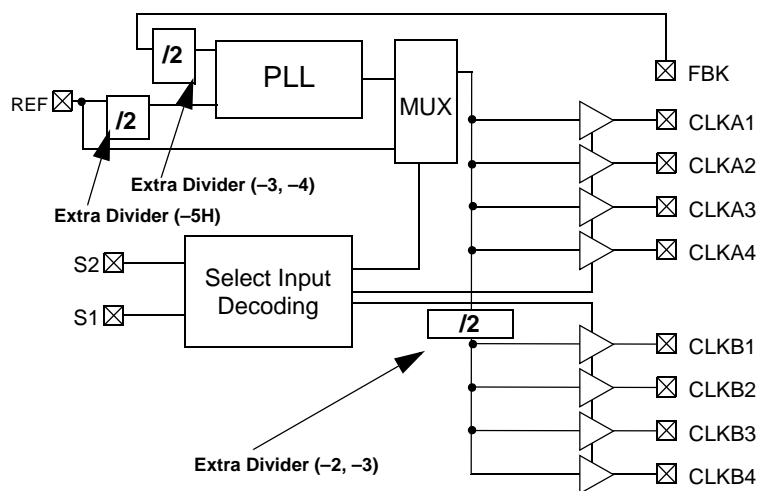 /2
PLL
FBK
REF
/2
MUX
CLKA1
CLKA2
Extra Divider (–3, –4)
CLKA3
Extra Divider (–5H)
CLKA4
S2
Select Input
Decoding
S1
/2
CLKB1
CLKB2
CLKB3
Extra Divider (–2, –3)
CLKB4